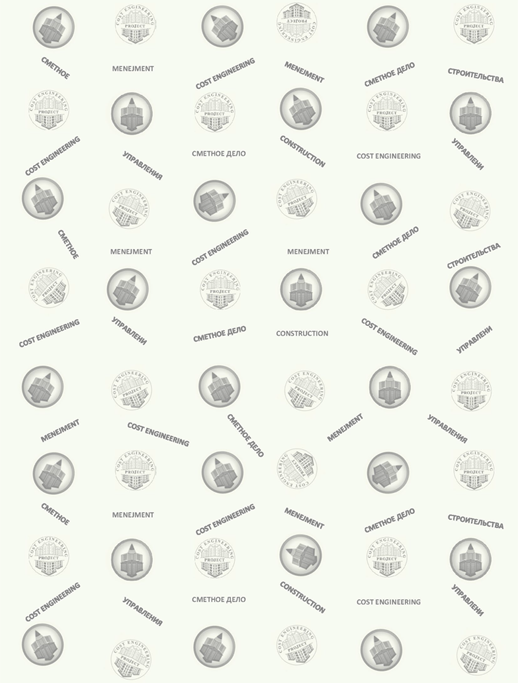 СМЕТНОЕ
MENEJMENT
COST ENGINEERING
MENEJMENT
СМЕТНОЕ ДЕЛО
СТРОИТЕЛЬСТВА
COST ENGINEERING
УПРАВЛЕНИЯ
СМЕТНОЕ ДЕЛО
CONSTRUCTION
COST ENGINEERING
УПРАВЛЕНИ
СМЕТНОЕ
MENEJMENT
COST ENGINEERING
MENEJMENT
СМЕТНОЕ ДЕЛО
СТРОИТЕЛЬСТВА
COST ENGINEERING
УПРАВЛЕНИ
СМЕТНОЕ ДЕЛО
CONSTRUCTION
COST ENGINEERING
УПРАВЛЕНИ
MENEJMENT
COST ENGINEERING
СМЕТНОЕ ДЕЛО
MENEJMENT
УПРАВЛЕНИЯ
СМЕТНОЕ
MENEJMENT
COST ENGINEERING
MENEJMENT
СМЕТНОЕ ДЕЛО
СТРОИТЕЛЬСТВА
COST ENGINEERING
УПРАВЛЕНИЯ
СМЕТНОЕ ДЕЛО
CONSTRUCTION
COST ENGINEERING
УПРАВЛЕНИ